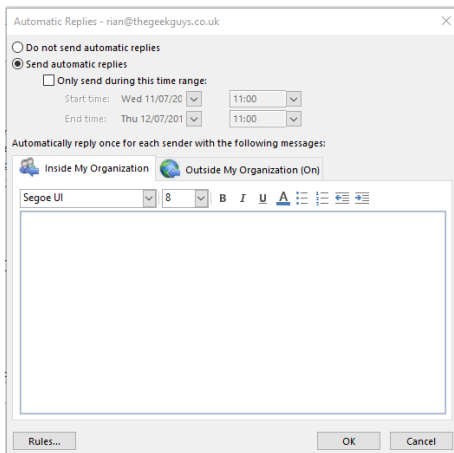 Automatic Replies - rian@thegeekguys.co.uk
Do not send automatic replies
Send automatic replies
Only send during this time range:
Start time: Wed 11/07/20 11:00
End time: Thu 12/07/201 11:00
Automatically reply once for each sender with the following messages:
Inside My Organization Outside My Organization (On)
Segoe UI 8 B I U A
Rules... OK Cancel